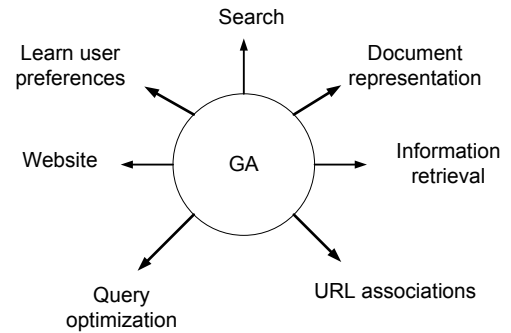 Search
Learn user
preferences
Document
representation
Website
GA
Information
retrieval
Query
optimization
URL associations